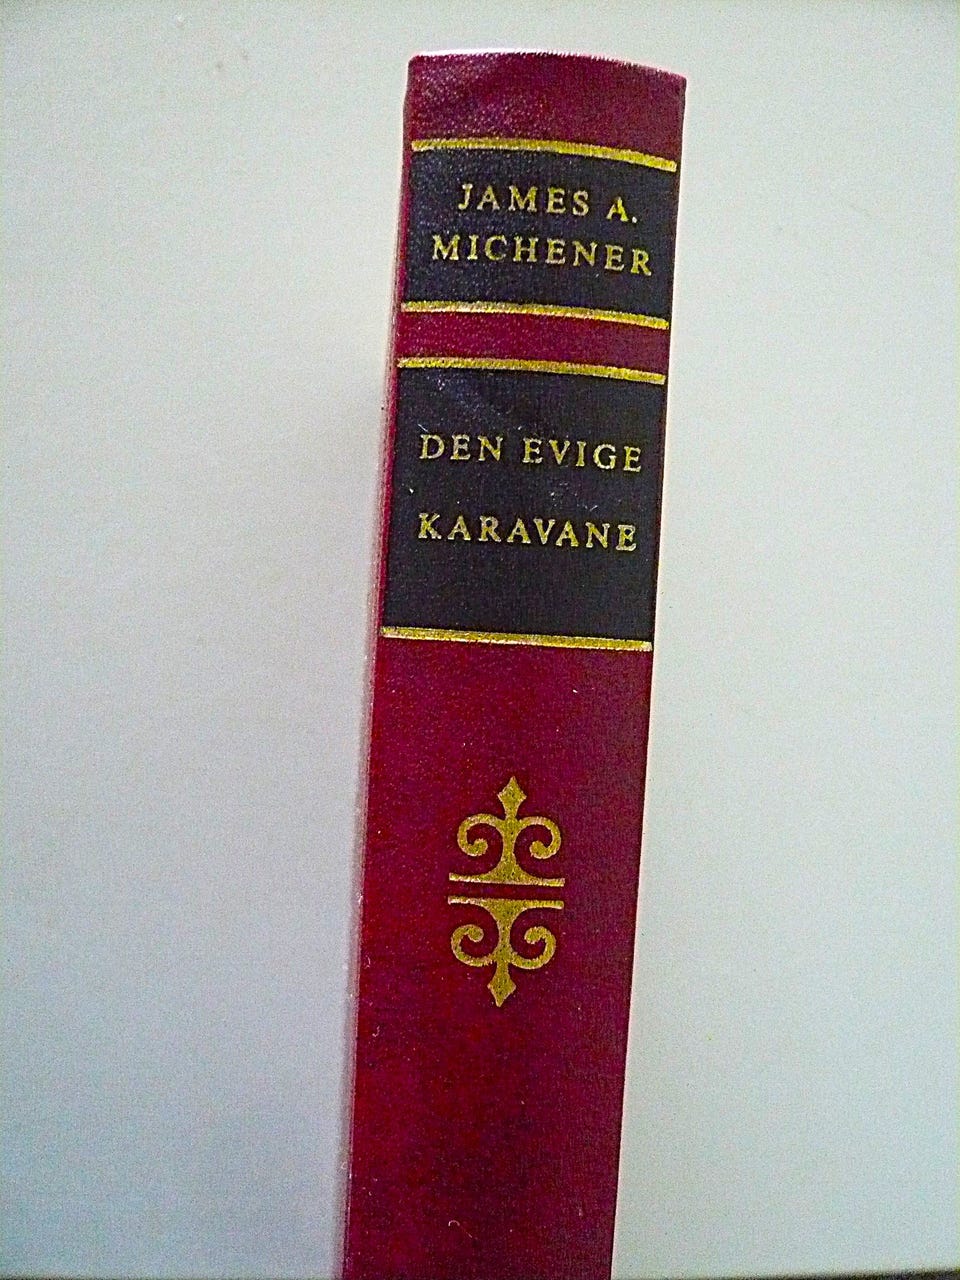 JAMES A.
MICHENER
DEN EVIGE
KARAVANE